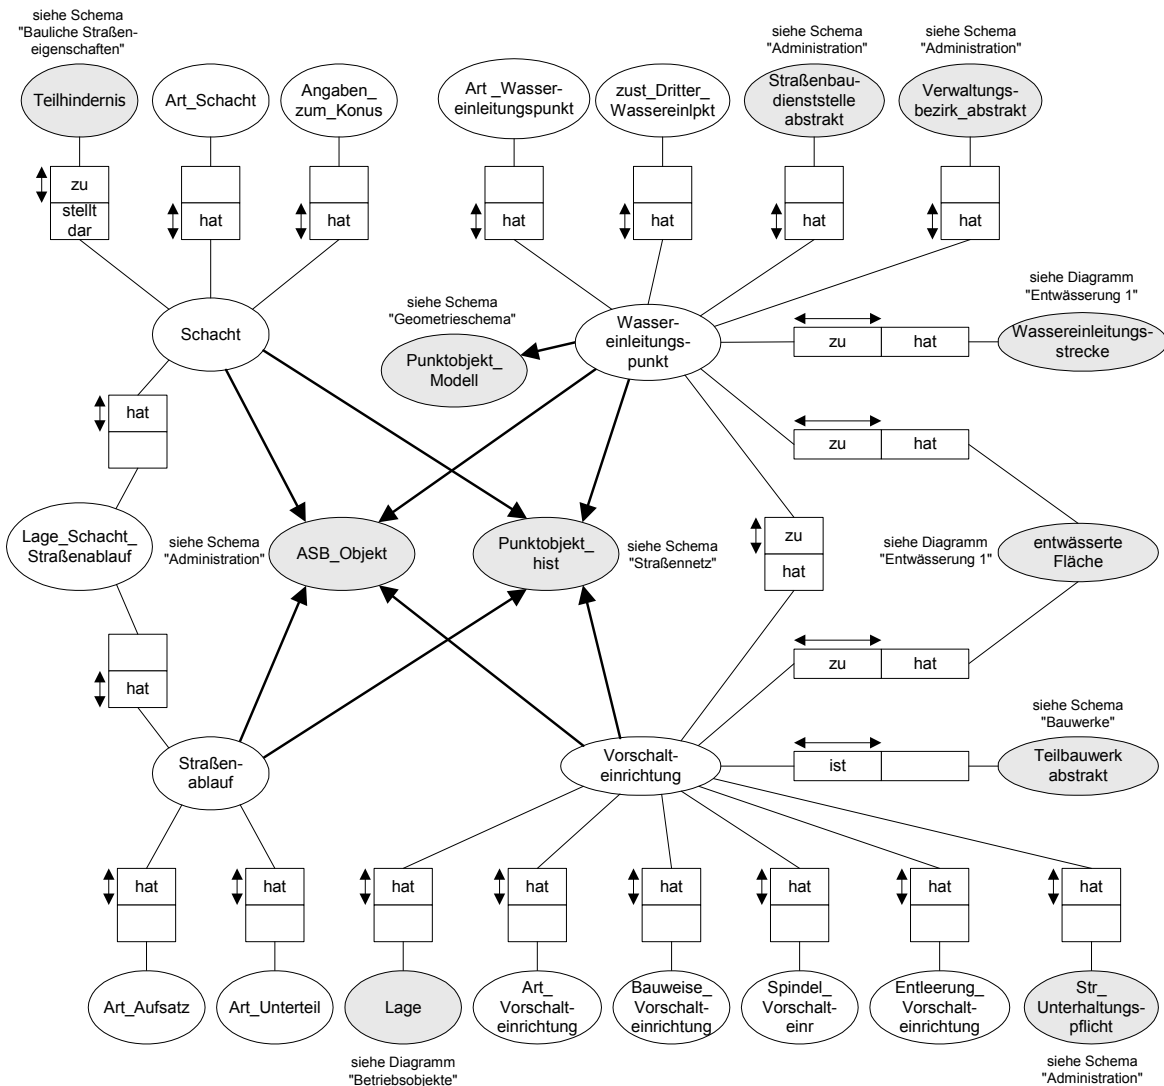 siehe Schema
"Bauliche Straßen-
eigenschaften"
siehe Schema
"Administration"
siehe Schema
"Administration"
Teilhindernis
Art_Schacht
Angaben_
zum_Konus
Art _Wasser-
einleitungspunkt
zust_Dritter_
Wassereinlpkt
Straßenbau-
dienststelle
abstrakt
Verwaltungs-
bezirk_abstrakt
zu
stellt
dar
hat
hat
hat
hat
hat
hat
siehe Diagramm
"Entwässerung 1"
siehe Schema
"Geometrieschema"
Schacht
Wasser-
einleitungs-
punkt
zu
hat
Wassereinleitungs-
strecke
Punktobjekt_
Modell
hat
zu
hat
Lage_Schacht_
Straßenablauf
siehe Schema
"Administration"
ASB_Objekt
Punktobjekt_
hist
siehe Schema
"Straßennetz"
zu
hat
siehe Diagramm
"Entwässerung 1"
entwässerte
Fläche
hat
zu
hat
siehe Schema
"Bauwerke"
Straßen-
ablauf
Vorschalt-
einrichtung
ist
Teilbauwerk
abstrakt
hat
hat
hat
hat
hat
hat
hat
hat
Art_Aufsatz
Art_Unterteil
Lage
Art_
Vorschalt-
einrichtung
Bauweise_
Vorschalt-
einrichtung
Spindel_
Vorschalt-
einr
Entleerung_
Vorschalt-
einrichtung
Str_
Unterhaltungs-
pflicht
siehe Diagramm
"Betriebsobjekte"
siehe Schema
"Administration"